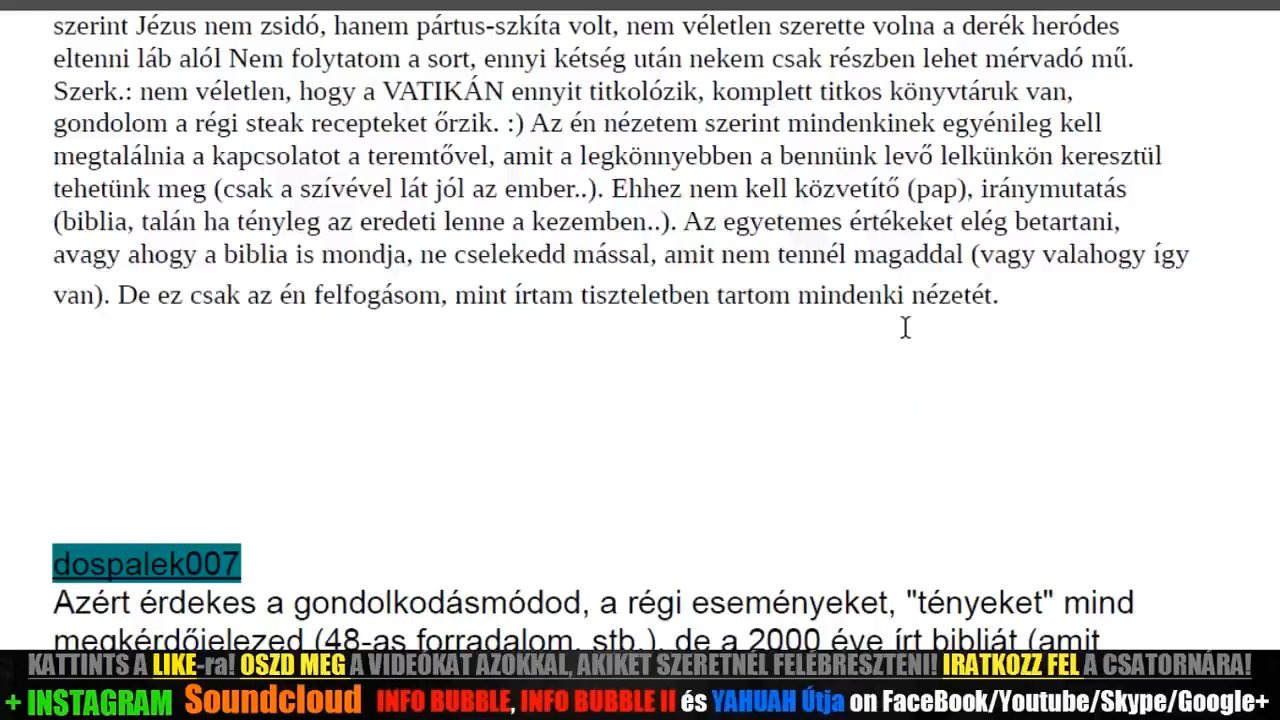 szerint Jézus nem zsidó, hanem pártus-szkíta volt, nem véletlen szerette volna a derék heródes
eltenni láb alól Nem folytatom a sort, ennyi kétség után nekem csak részben lehet mérvadó mű.
Szerk.: nem véletlen, hogy a VATIKÁN ennyit titkolózik, komplett titkos könyvtáruk van,
gondolom a régi steak recepteket őrzik. :) Az én nézetem szerint mindenkinek egyénileg kell
megtalálnia a kapcsolatot a teremtővel, amit a legkönnyebben a bennünk levő lelkünkön keresztül
tehetünk meg (csak a szívével lát jól az ember..). Ehhez nem kell közvetítő (pap), iránymutatás
(biblia, talán ha tényleg az eredeti lenne a kezemben..). Az egyetemes értékeket elég betartani,
avagy ahogy a biblia is mondja, ne cselekedd mással, amit nem tennél magaddal (vagy valahogy így
van). De ez csak az én felfogásom, mint írtam tiszteletben tartom mindenki nézetét.
dospalek007
Azért érdekes a gondolkodásmódod, a régi eseményeket, "tényeket" mind
megkérdőjelezed (48-as forradalom, stb.), de a 2000 éve írt bibliát (amit
KATTINTS A LIKE-ra! OSZD MEG A VIDEÓKAT AZOKKAL, AKIKET SZERETNÉL FELÉBRESZTENI! IRATKOZZ FEL A CSATORNÁRA!
+ INSTAGRAM Soundcloud INFO BUBBLE, INFO BUBBLE II és YAHUAH Útja on FaceBook/Youtube/Skype/Google+